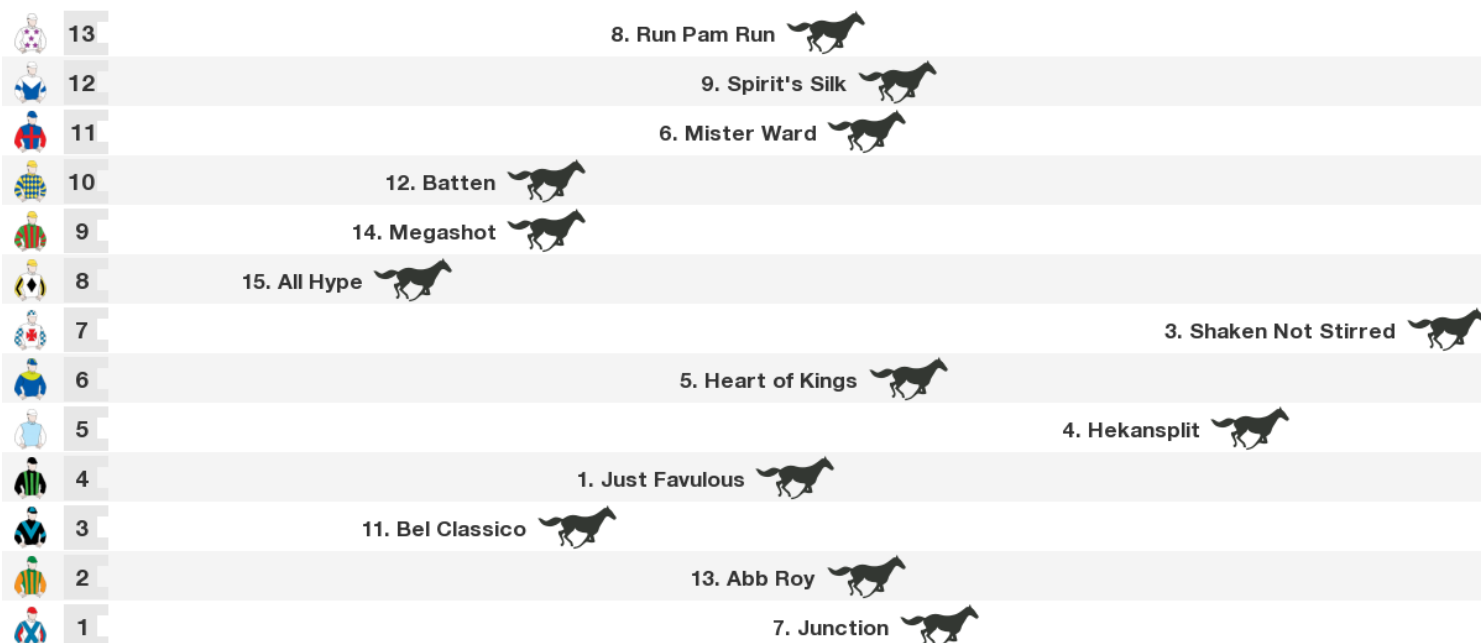 13 8. Run Pam Run
12 9. Spirit's Silk
11 6. Mister Ward
10 12. Batten
9 14. Megashot
8 15. All Hype
7 3. Shaken Not Stirred
6 5. Heart of Kings
5 4. Hekansplit
4 1. Just Favulous
3 11. Bel Classico
2 13. Abb Roy
1 7. Junction